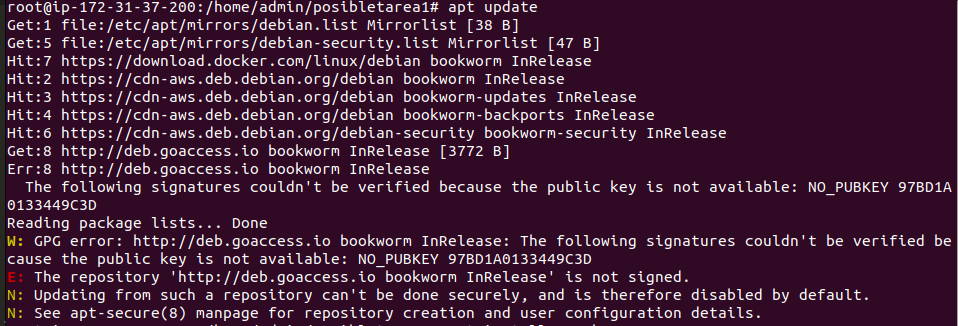 root@ip-172-31-37-200:/home/admin/posibletarea1# apt update
Get:1 file:/etc/apt/mirrors/debian.list Mirrorlist [38 B]
Get:5 file:/etc/apt/mirrors/debian-security.list Mirrorlist [47 B]
Hit:7 https://download.docker.com/linux/debian bookworm InRelease
Hit:2 https://cdn-aws.deb.debian.org/debian bookworm InRelease
Hit:3 https://cdn-aws.deb.debian.org/debian bookworm-updates InRelease
Hit:4 https://cdn-aws.deb.debian.org/debian bookworm-backports InRelease
Hit:6 https://cdn-aws.deb.debian.org/debian-security bookworm-security InRelease
Get:8 http://deb.goaccess.io bookworm InRelease [3772 B]
Err:8 http://deb.goaccess.io bookworm InRelease
  The following signatures couldn't be verified because the public key is not available: NO_PUBKEY 97BD1A
0133449C3D
Reading package lists... Done
W: GPG error: http://deb.goaccess.io bookworm InRelease: The following signatures couldn't be verified be
cause the public key is not available: NO_PUBKEY 97BD1A0133449C3D
E: The repository 'http://deb.goaccess.io bookworm InRelease' is not signed.
N: Updating from such a repository can't be done securely, and is therefore disabled by default.
N: See apt-secure(8) manpage for repository creation and user configuration details.